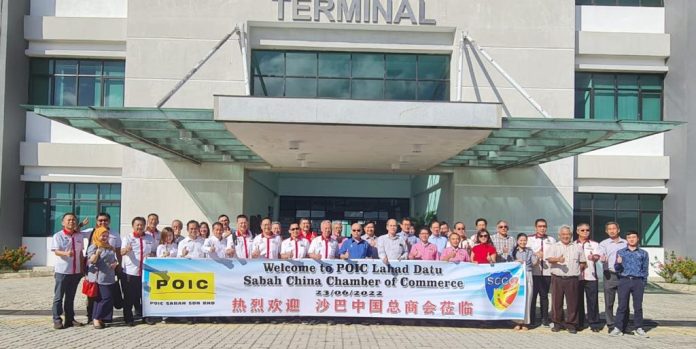 TERMINAL
POIC
POIC SABAH SDN BHD
Welcome to POIC Lahad Datu
Sabah China Chamber of Commerce
23/06/2022
热烈欢迎 沙巴中国总商会莅临
SCCC